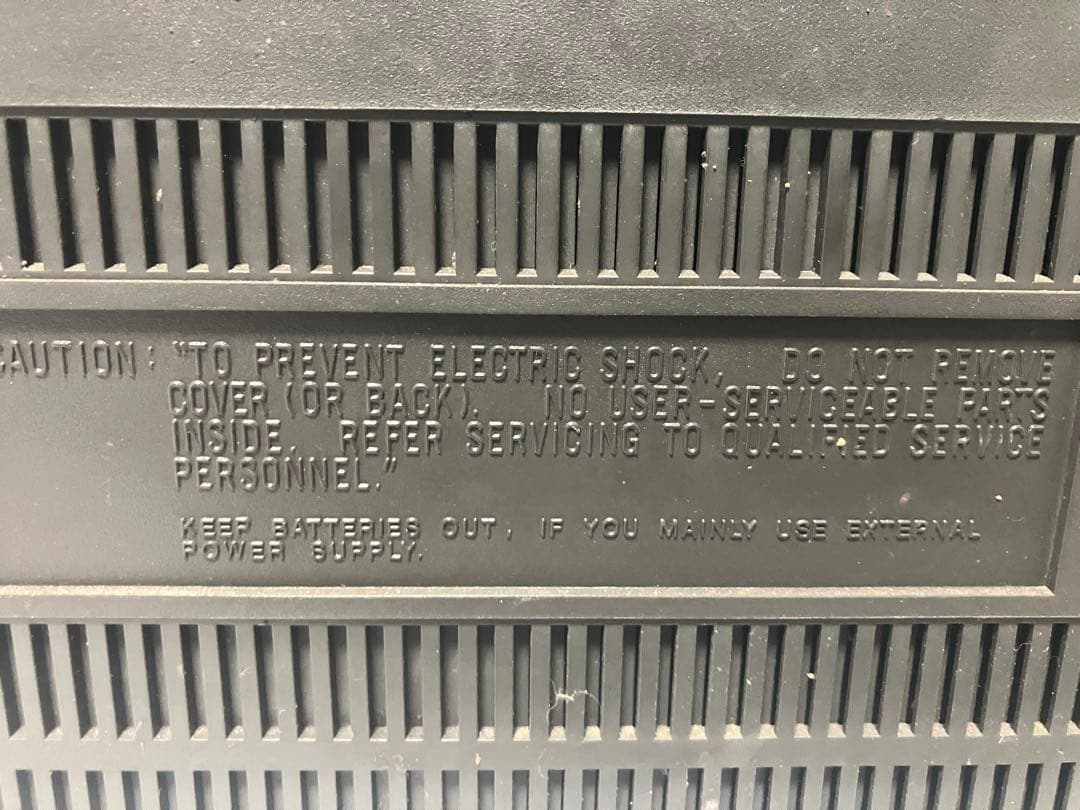 CAUTION: "TO PREVENT ELECTRIC SHOCK, DO NOT REMOVE
COVER (OR BACK). NO USER-SERVICEABLE PARTS
INSIDE. REFER SERVICING TO QUALIFIED SERVICE
PERSONNEL."
KEEP BATTERIES OUT, IF YOU MAINLY USE EXTERNAL
POWER SUPPLY.